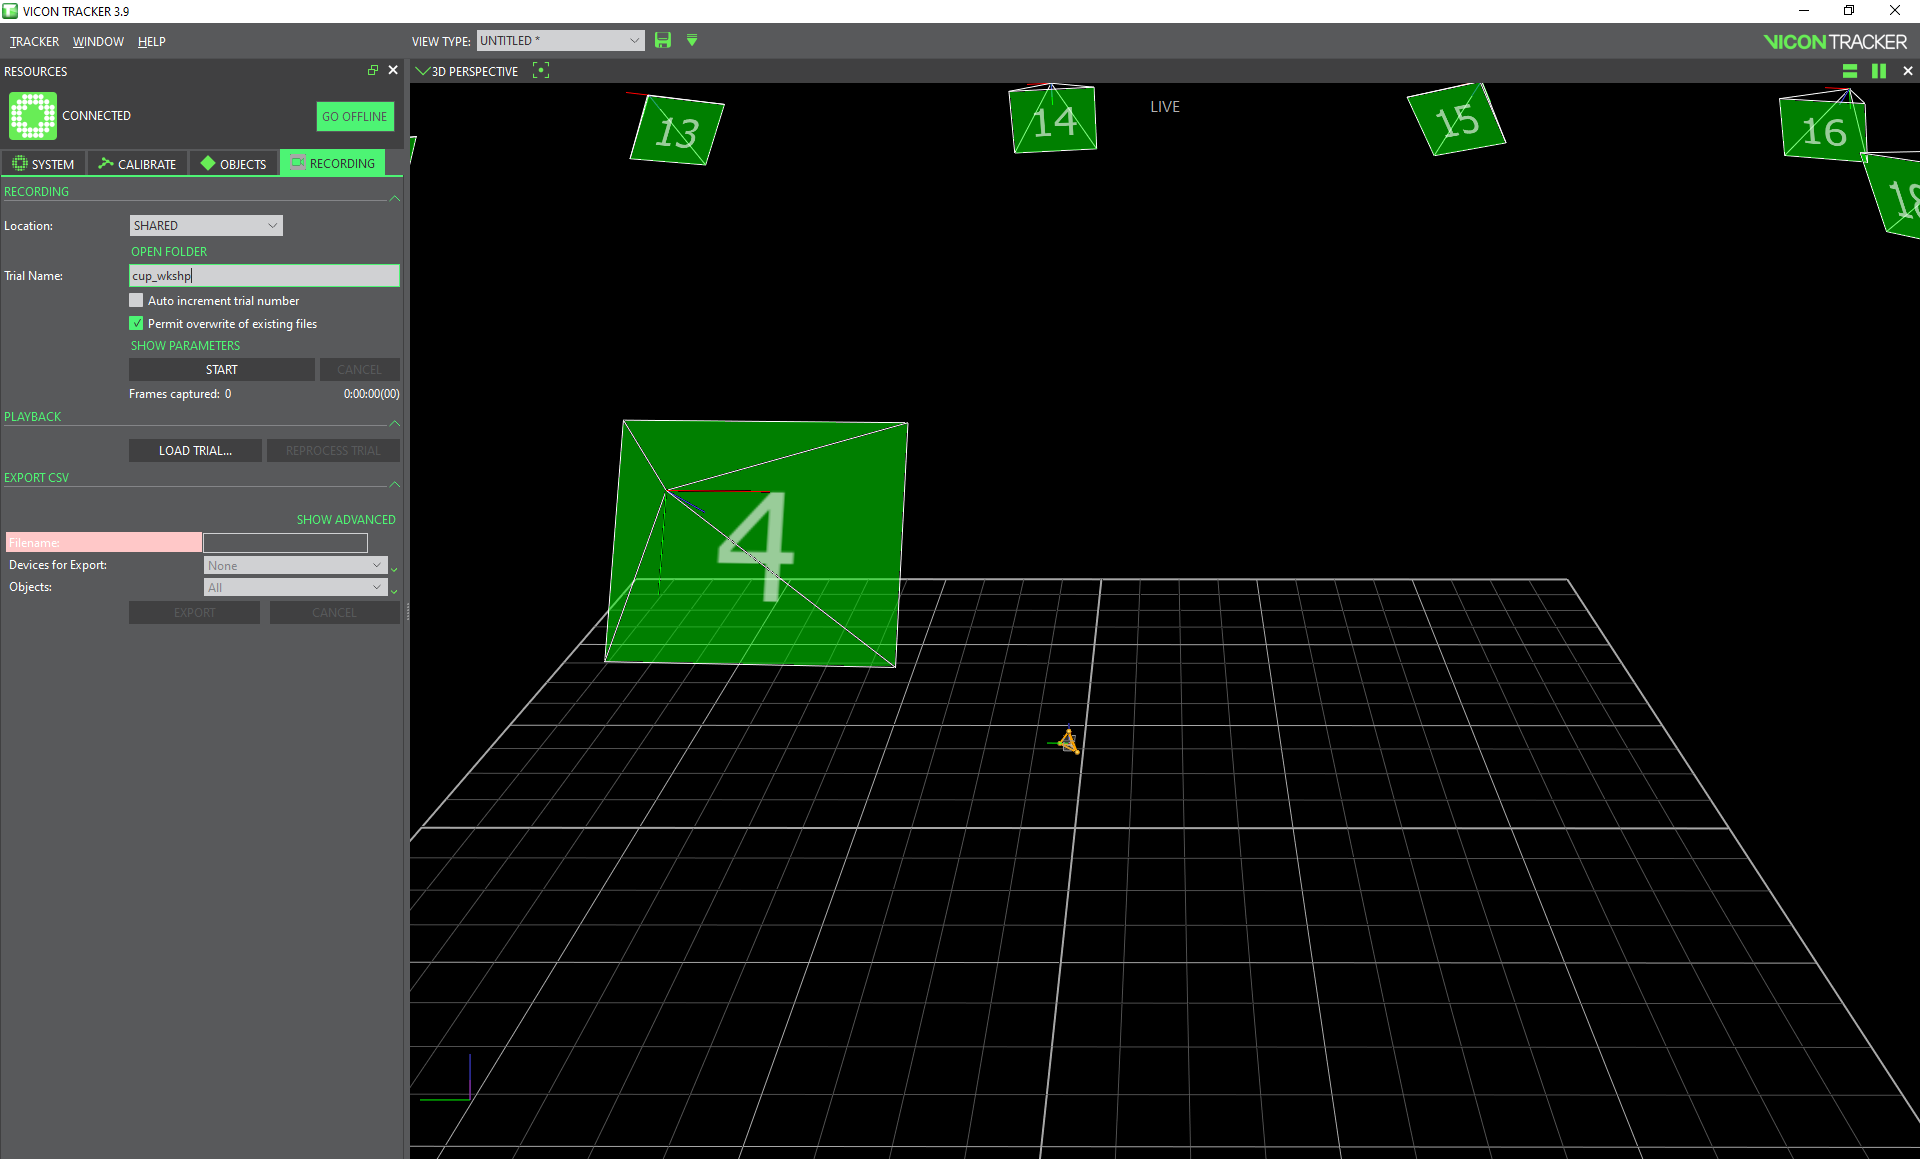 VICON TRACKER 3.9
TRACKER WINDOW HELP
VIEW TYPE: UNTITLED *
VICON TRACKER
RESOURCES
3D PERSPECTIVE
CONNECTED
GO OFFLINE
SYSTEM CALIBRATE OBJECTS RECORDING
RECORDING
Location: SHARED
OPEN FOLDER
Trial Name: cup_wkshp
Auto increment trial number
Permit overwrite of existing files
SHOW PARAMETERS
START CANCEL
Frames captured: 0 0:00:00(00)
PLAYBACK
LOAD TRIAL... REPROCESS TRIAL
EXPORT CSV
SHOW ADVANCED
Filename:
Devices for Export: None
Objects: All
EXPORT CANCEL
LIVE
13
14
15
16
18
4